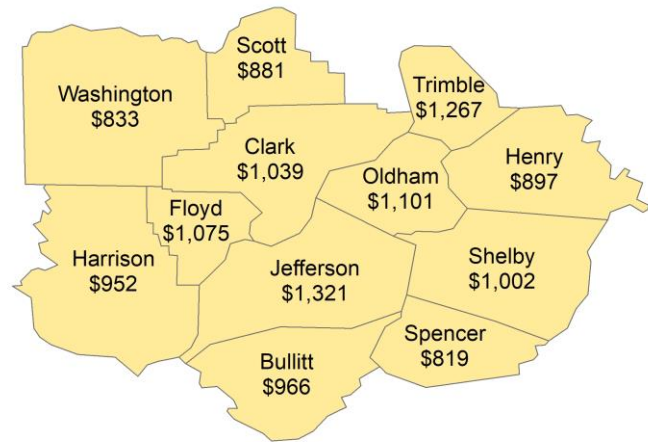 Scott
$881
Trimble
$1,267
Washington
$833
Clark
$1,039
Henry
$897
Oldham
$1,101
Floyd
$1,075
Harrison
$952
Jefferson
$1,321
Shelby
$1,002
Spencer
$819
Bullitt
$966